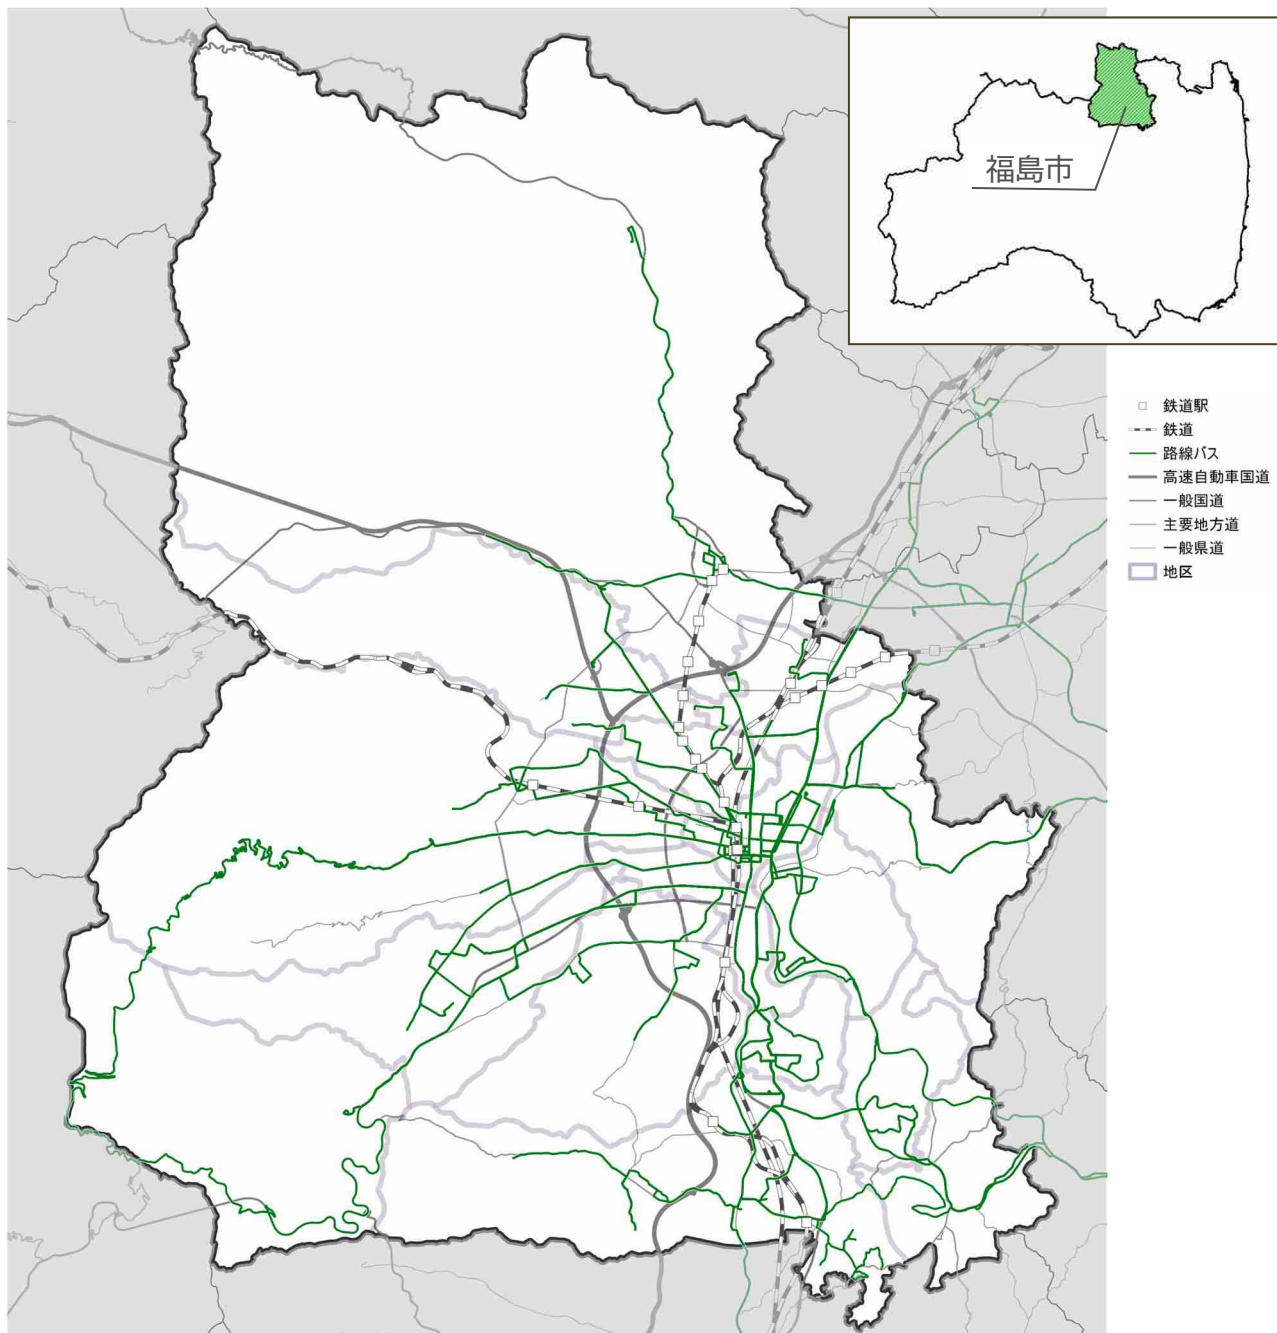 福島市
鉄道駅
鉄道
路線バス
高速自動車国道
一般国道
主要地方道
一般県道
地区